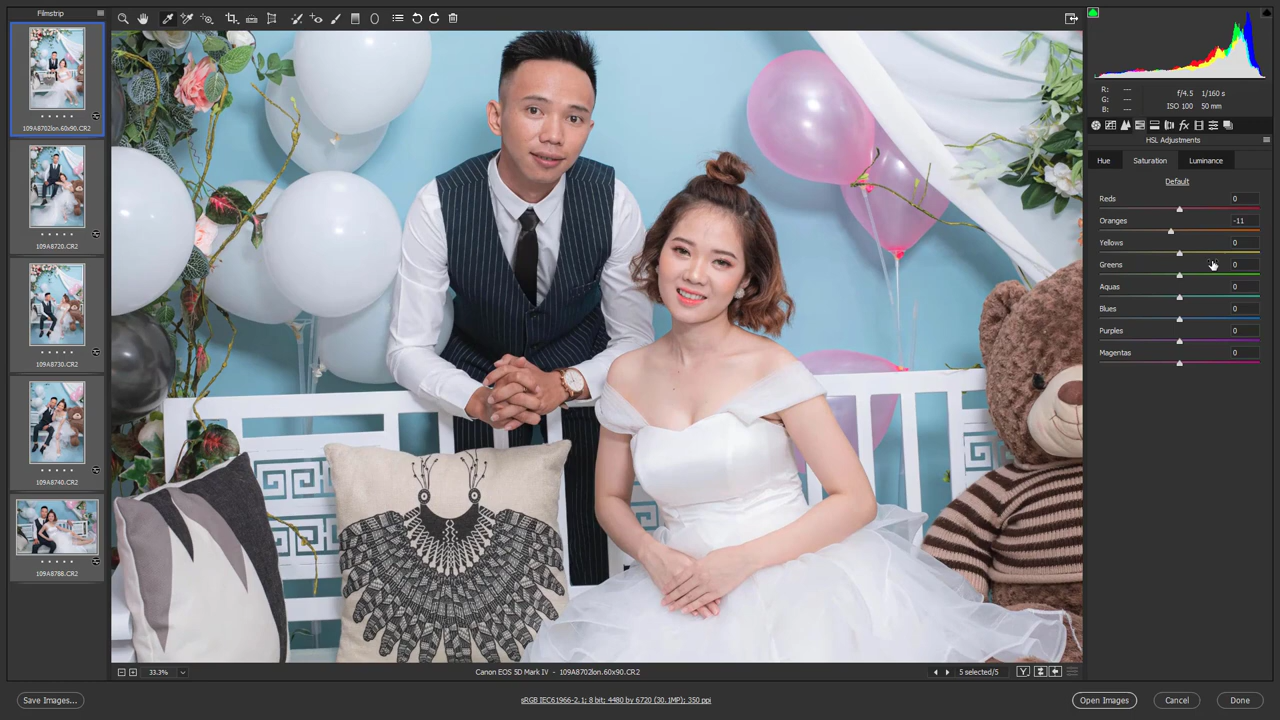 Filmstrip
109A8702lon.60x90.CR2
109A8720.CR2
109A8730.CR2
109A8740.CR2
109A8788.CR2
33.3%
Canon EOS 5D Mark IV - 109A8702lon.60x90.CR2
5 selected/5
Save Images...
sRGB IEC61966-2.1; 8 bit; 4480 by 6720 (30.1MP); 350 ppi
Open Images
Cancel
Done
R: ---
G: ---
B: ---
f/4.5 1/160 s
ISO 100 50 mm
fx
HSL Adjustments
Hue Saturation Luminance
Default
Reds 0
Oranges -11
Yellows 0
Greens 0
Aquas 0
Blues 0
Purples 0
Magentas 0
Y